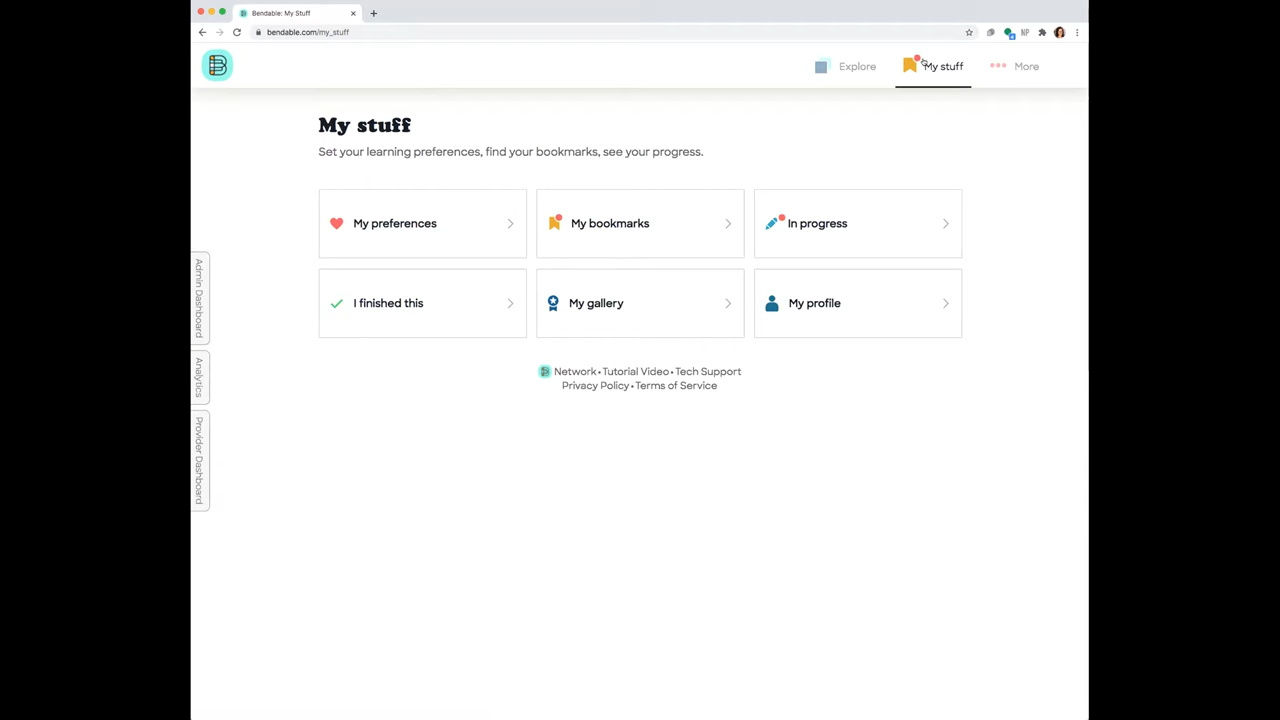 Bendable: My Stuff
bendable.com/my_stuff
NP
Explore
My stuff
More
My stuff
Set your learning preferences, find your bookmarks, see your progress.
My preferences
My bookmarks
In progress
I finished this
My gallery
My profile
Network•Tutorial Video•Tech Support
Privacy Policy•Terms of Service
Admin Dashboard
Analytics
Provider Dashboard